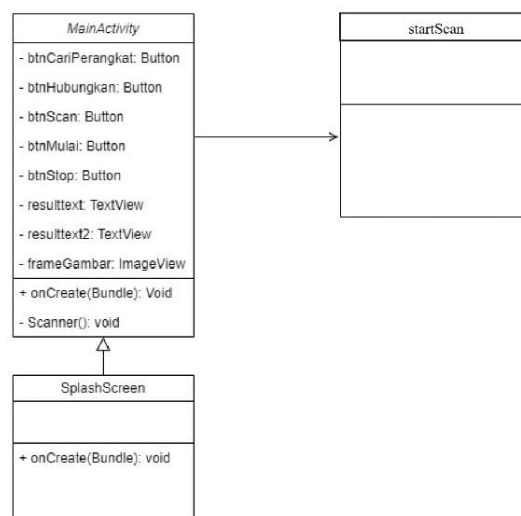 MainActivity
- btnCariPerangkat: Button
- btnHubungkan: Button
- btnScan: Button
- btnMulai: Button
- btnStop: Button
- resulttext: TextView
- resulttext2: TextView
- frameGambar: ImageView
+ onCreate(Bundle): Void
- Scanner(): void
startScan
SplashScreen
+ onCreate(Bundle): void